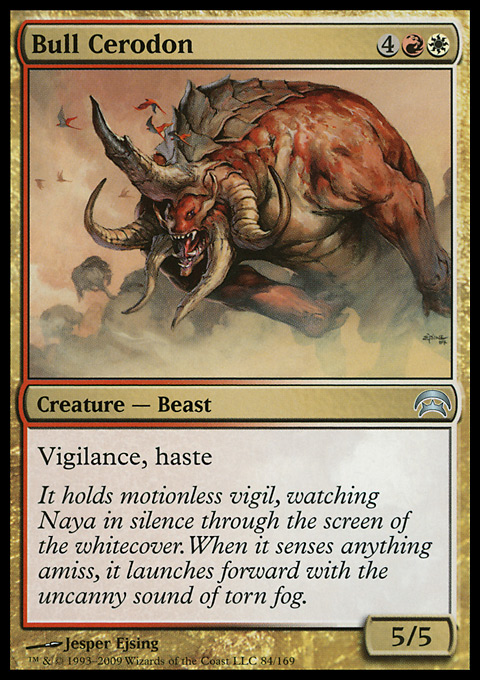 Bull Cerodon 4
Creature — Beast
Vigilance, haste
It holds motionless vigil, watching
Naya in silence through the screen of
the whitecover. When it senses anything
amiss, it launches forward with the
uncanny sound of torn fog.
5/5
Jesper Ejsing
™ & © 1993–2009 Wizards of the Coast LLC 84/169